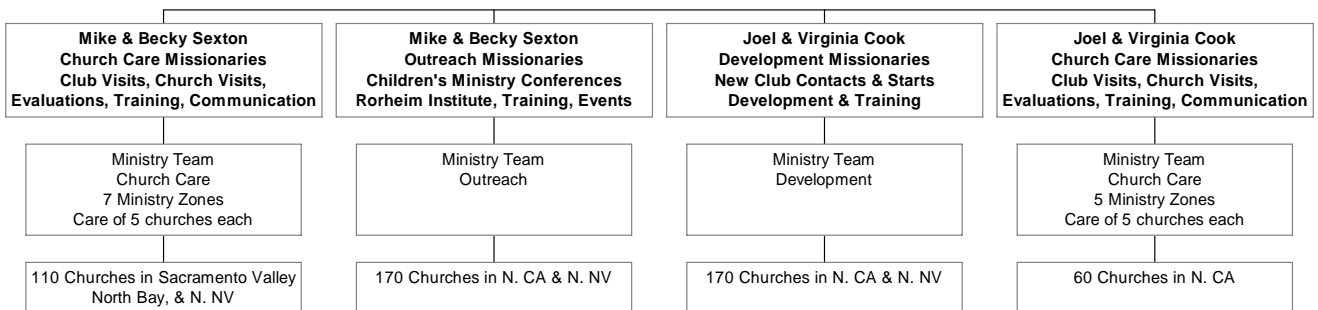 Mike & Becky Sexton
Church Care Missionaries
Club Visits, Church Visits,
Evaluations, Training, Communication
Mike & Becky Sexton
Outreach Missionaries
Children's Ministry Conferences
Rorheim Institute, Training, Events
Joel & Virginia Cook
Development Missionaries
New Club Contacts & Starts
Development & Training
Joel & Virginia Cook
Church Care Missionaries
Club Visits, Church Visits,
Evaluations, Training, Communication
Ministry Team
Church Care
7 Ministry Zones
Care of 5 churches each
Ministry Team
Outreach
Ministry Team
Development
Ministry Team
Church Care
5 Ministry Zones
Care of 5 churches each
110 Churches in Sacramento Valley
North Bay, & N. NV
170 Churches in N. CA & N. NV
170 Churches in N. CA & N. NV
60 Churches in N. CA